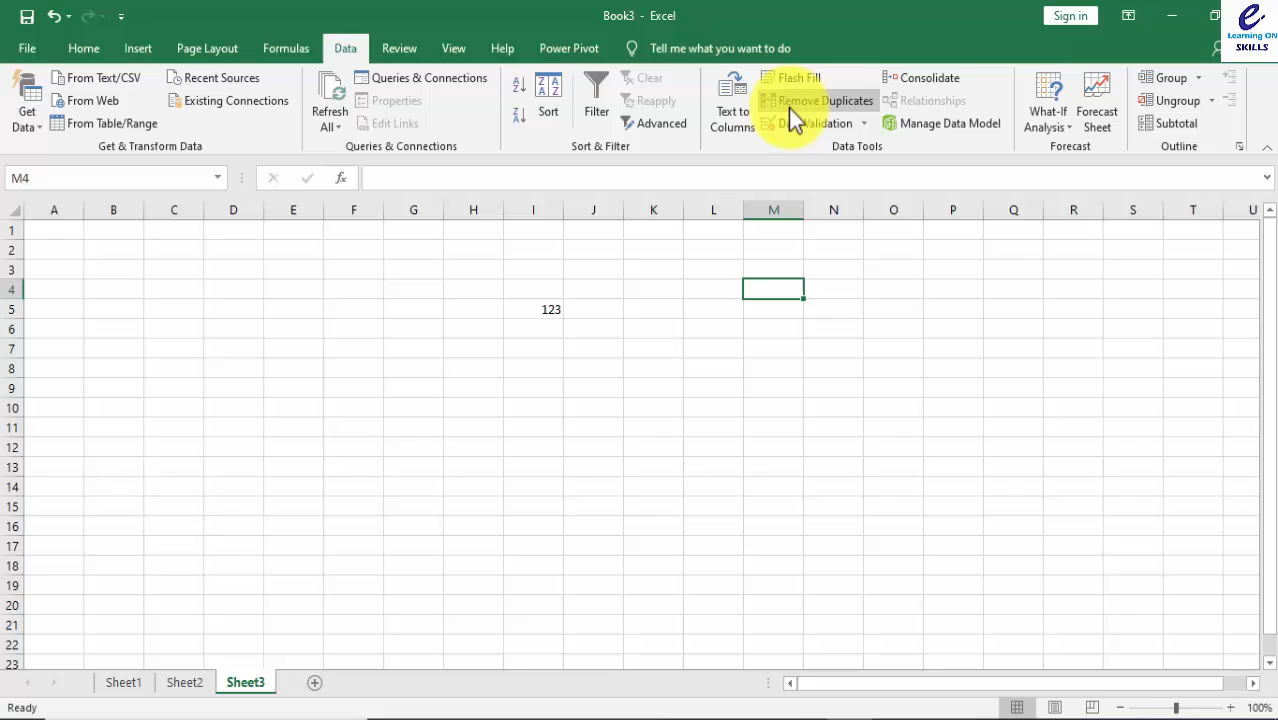 Book3 - Excel
Sign in
e
Learning ON
SKILLS
File Home Insert Page Layout Formulas Data Review View Help Power Pivot Tell me what you want to do
Get
Data
From Text/CSV
From Web
From Table/Range
Recent Sources
Existing Connections
Get & Transform Data
Refresh
All
Queries & Connections
Properties
Edit Links
Queries & Connections
Sort
Filter
Clear
Reapply
Advanced
Sort & Filter
Text to
Columns
Flash Fill
Remove Duplicates
Validation
Consolidate
Relationships
Manage Data Model
Data Tools
What-If
Analysis
Forecast
Sheet
Forecast
Group
Ungroup
Subtotal
Outline
M4
fx
A B C D E F G H I J K L M N O P Q R S T U
1
2
3
4
5 123
6
7
8
9
10
11
12
13
14
15
16
17
18
19
20
21
22
23
Sheet1 Sheet2 Sheet3
Ready
100%